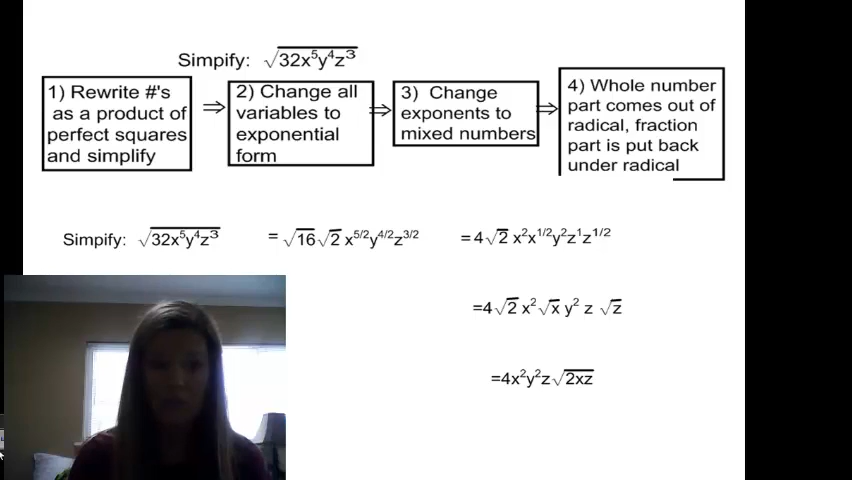 Simpify: √32x⁵y⁴z³
1) Rewrite #'s
as a product of
perfect squares
and simplify
⇒
2) Change all
variables to
exponential
form
⇒
3) Change
exponents to
mixed numbers
⇒
4) Whole number
part comes out of
radical, fraction
part is put back
under radical
Simpify: √32x⁵y⁴z³ = √16√2 x^5/2y^4/2z^3/2 = 4√2 x²x^1/2y²z¹z^1/2
=4√2 x²√x y² z √z
=4x²y²z√2xz